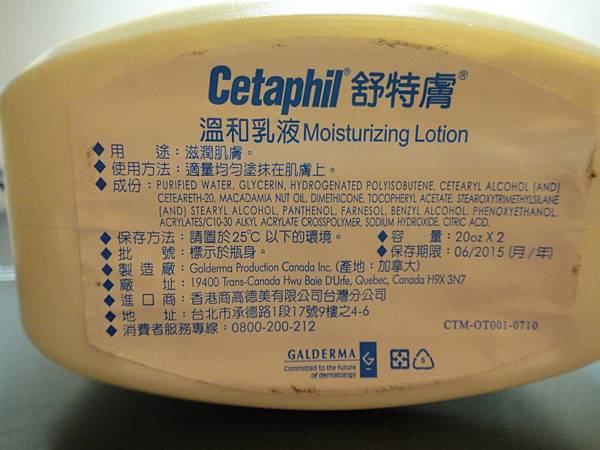 Cetaphil® 舒特膚®
溫和乳液 Moisturizing Lotion
◆用　　途：滋潤肌膚。
◆使用方法：適量均勻塗抹在肌膚上。
◆成份：PURIFIED WATER, GLYCERIN, HYDROGENATED POLYISOBUTENE, CETEARYL ALCOHOL (AND)
CETEARETH-20, MACADAMIA NUT OIL, DIMETHICONE, TOCOPHERYL ACETATE, STEAROXYTRIMETHYLSILANE
(AND) STEARYL ALCOHOL, PANTHENOL, FARNESOL, BENZYL ALCOHOL, PHENOXYETHANOL,
ACRYLATES/C10-30 ALKYL ACRYLATE CROSSPOLYMER, SODIUM HYDROXIDE, CITRIC ACID.
◆保存方法：請置於25℃以下的環境。 ◆容　　量：20oz X 2
◆批　　號：標示於瓶身。 ◆保存期限：06/2015 (月/年)
◆製 造 廠：Galderma Production Canada Inc. (產地：加拿大)
◆廠　　址：19400 Trans-Canada Hwu Baie D'Urfe, Quebec, Canada H9X 3N7
◆進 口 商：香港商高德美有限公司台灣分公司
◆地　　址：台北市承德路1段17號9樓之4-6
◆消費者服務專線：0800-200-212
CTM-OT001-0710
GALDERMA
Committed to the future
of dermatology
G
5